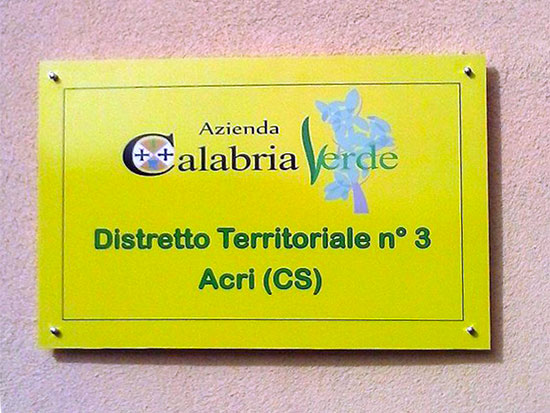 Azienda
Calabria Verde
Distretto Territoriale n° 3
Acri (CS)